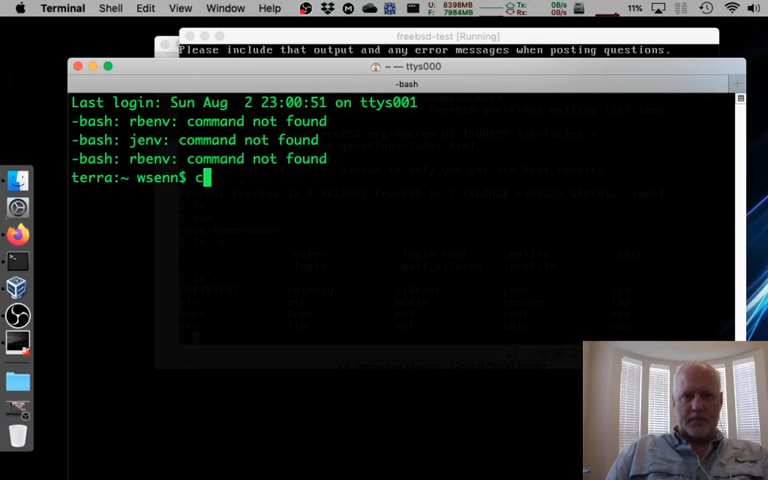 Terminal Shell Edit View Window Help
U: 8398MB
F: 7984MB
Tx: 0B/s
Rx: 0B/s
11%
freebsd-test [Running]
Please include that output and any error messages when posting questions.
~ — ttys000
-bash
Last login: Sun Aug 2 23:00:51 on ttys001
-bash: rbenv: command not found
-bash: jenv: command not found
-bash: rbenv: command not found
terra:~ wsenn$ c